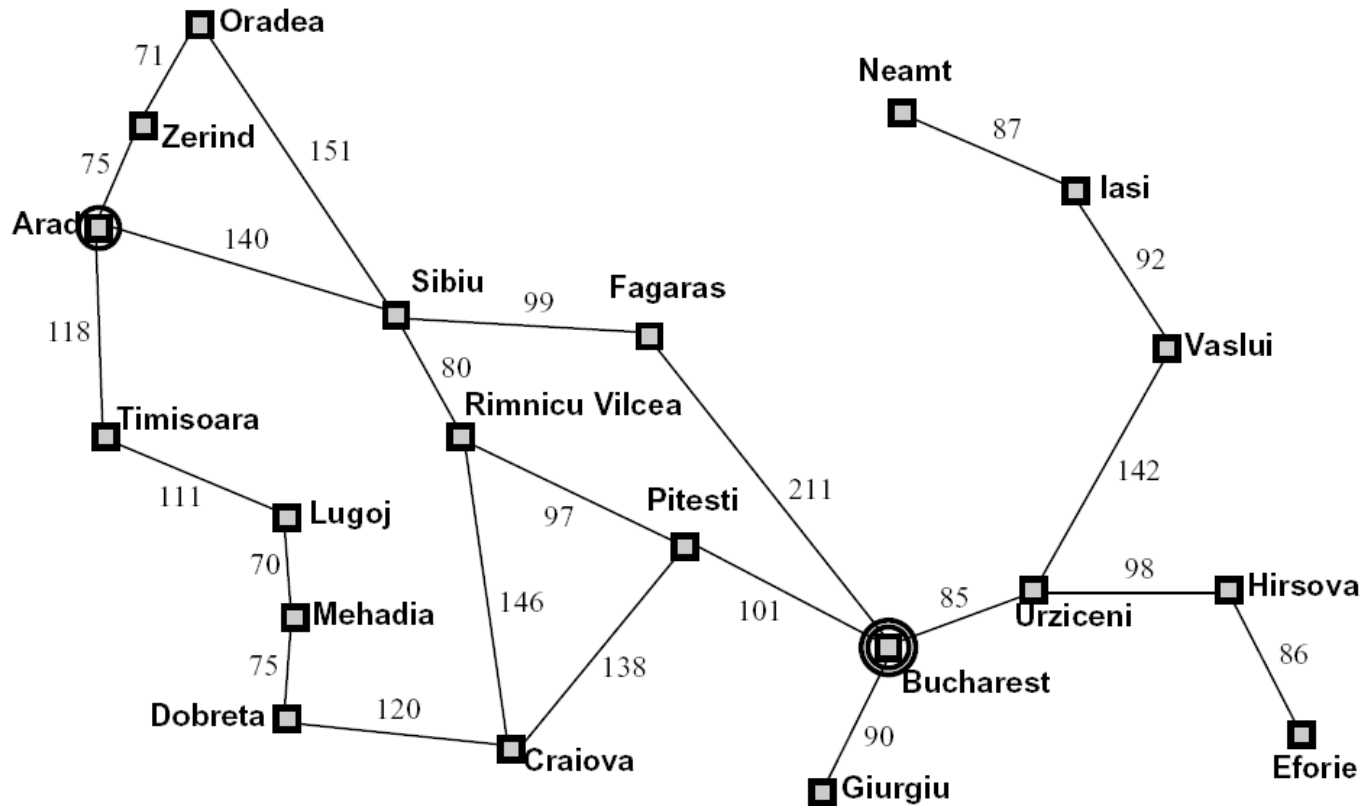 Oradea
71
Neamt
87
Zerind
151
75
Iasi
Arad
140
92
Sibiu
Fagaras
99
118
Vaslui
80
Rimnicu Vilcea
Timisoara
142
211
111
Pitesti
Lugoj
97
70
98
Hirsova
85
Mehadia
146
101
Urziceni
75
138
86
Bucharest
Dobreta
120
90
Craiova
Eforie
Giurgiu